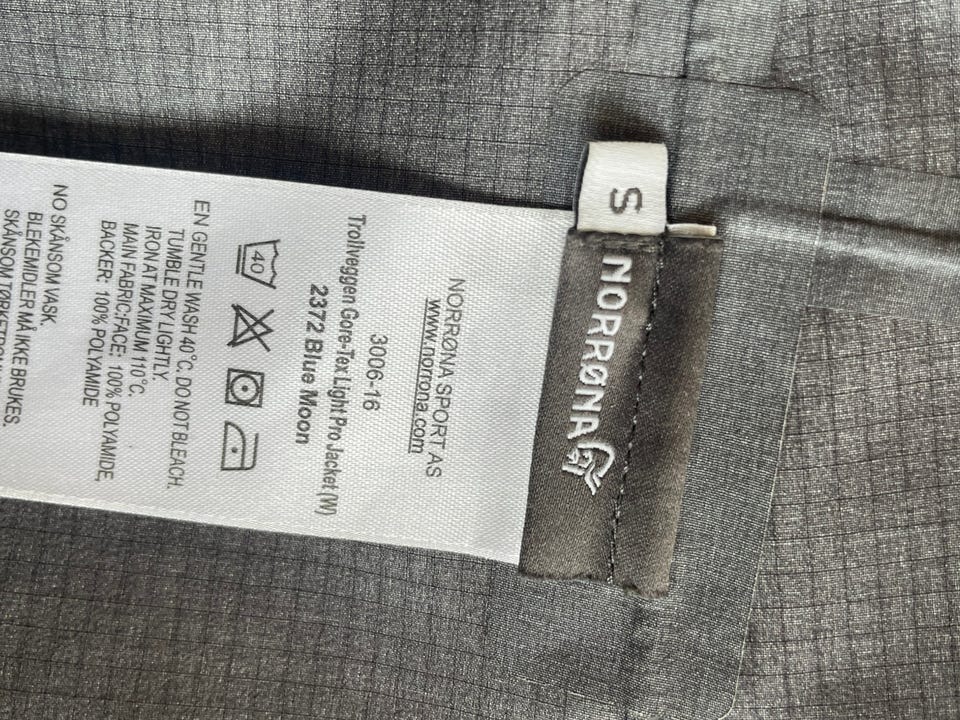 S
NORRØNA
NORRØNA SPORT AS
www.norrona.com
3006-16
Trollveggen Gore-Tex Light Pro Jacket (W)
2372 Blue Moon
40
EN GENTLE WASH 40°C. DO NOT BLEACH.
TUMBLE DRY LIGHTLY.
IRON AT MAXIMUM 110°C.
MAIN FABRIC:FACE: 100% POLYAMIDE,
BACKER: 100% POLYAMIDE
NO SKÅNSOM VASK.
BLEKEMIDLER MÅ IKKE BRUKES.
SKÅNSOM